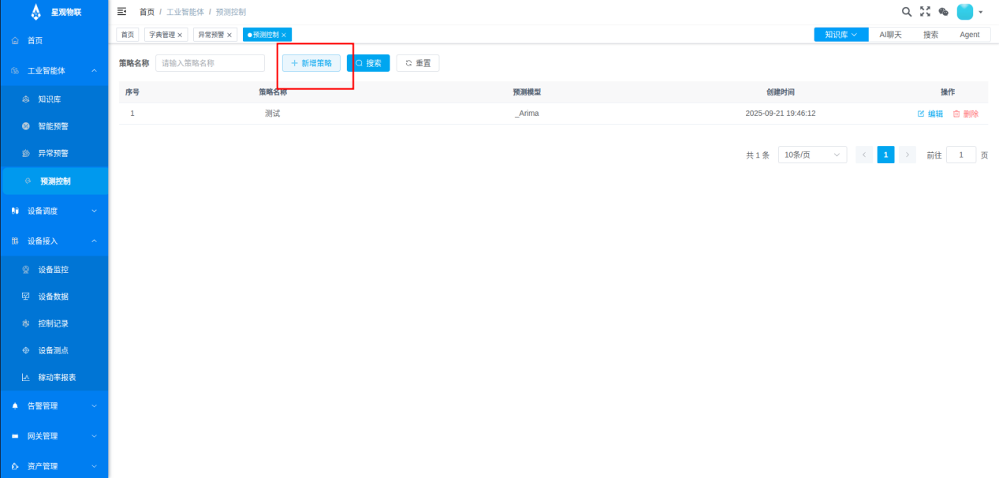 星观物联
首页
工业智能体
知识库
智能预警
异常预警
预测控制
设备调度
设备接入
设备监控
设备数据
控制记录
设备测点
稼动率报表
告警管理
网关管理
资产管理
首页 / 工业智能体 / 预测控制
首页 字典管理 异常预警 预测控制
知识库 AI聊天 搜索 Agent
策略名称 请输入策略名称 新增策略 搜索 重置
序号 策略名称 预测模型 创建时间 操作
1 测试 _Arima 2025-09-21 19:46:12 编辑 删除
共 1 条 10条/页 1 前往 1 页